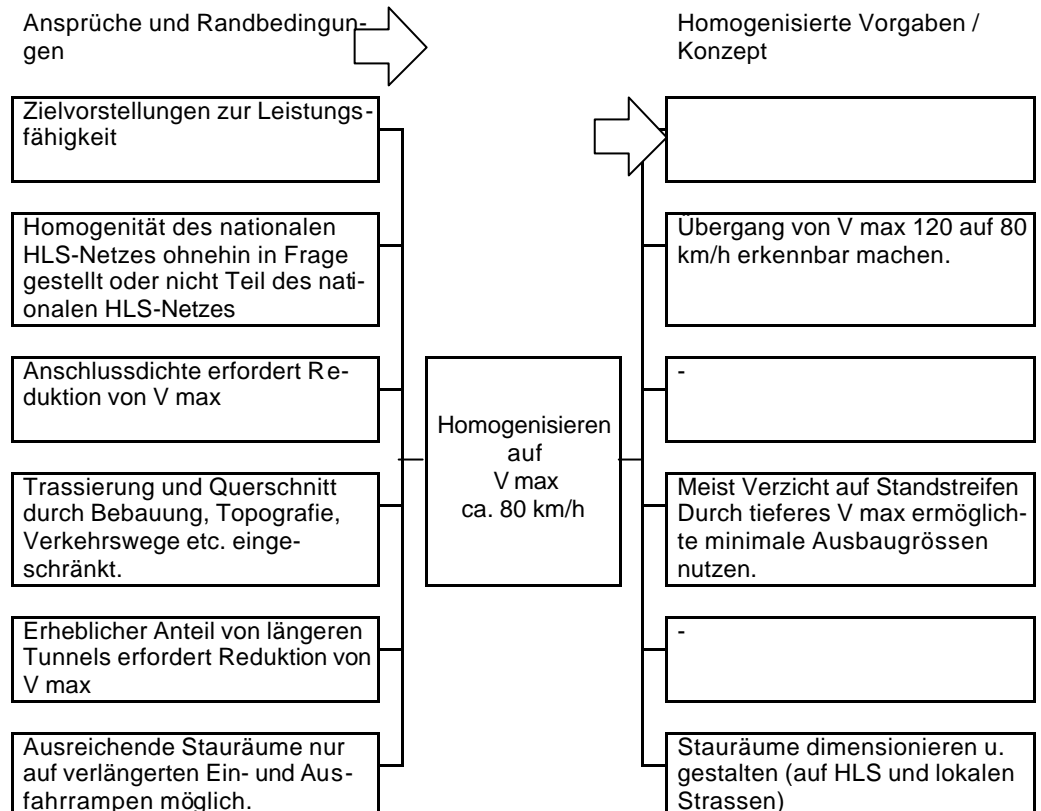 Ansprüche und Randbedingun-
gen
Homogenisierte Vorgaben /
Konzept
Zielvorstellungen zur Leistungs-
fähigkeit
Homogenität des nationalen
HLS-Netzes ohnehin in Frage
gestellt oder nicht Teil des nati-
onalen HLS-Netzes
Übergang von V max 120 auf 80
km/h erkennbar machen.
Anschlussdichte erfordert Re-
duktion von V max
-
Homogenisieren
auf
V max
ca. 80 km/h
Trassierung und Querschnitt
durch Bebauung, Topografie,
Verkehrswege etc. einge-
schränkt.
Meist Verzicht auf Standstreifen
Durch tieferes V max ermöglich-
te minimale Ausbaugrössen
nutzen.
Erheblicher Anteil von längeren
Tunnels erfordert Reduktion von
V max
-
Ausreichende Stauräume nur
auf verlängerten Ein- und Aus-
fahrrampen möglich.
Stauräume dimensionieren u.
gestalten (auf HLS und lokalen
Strassen)